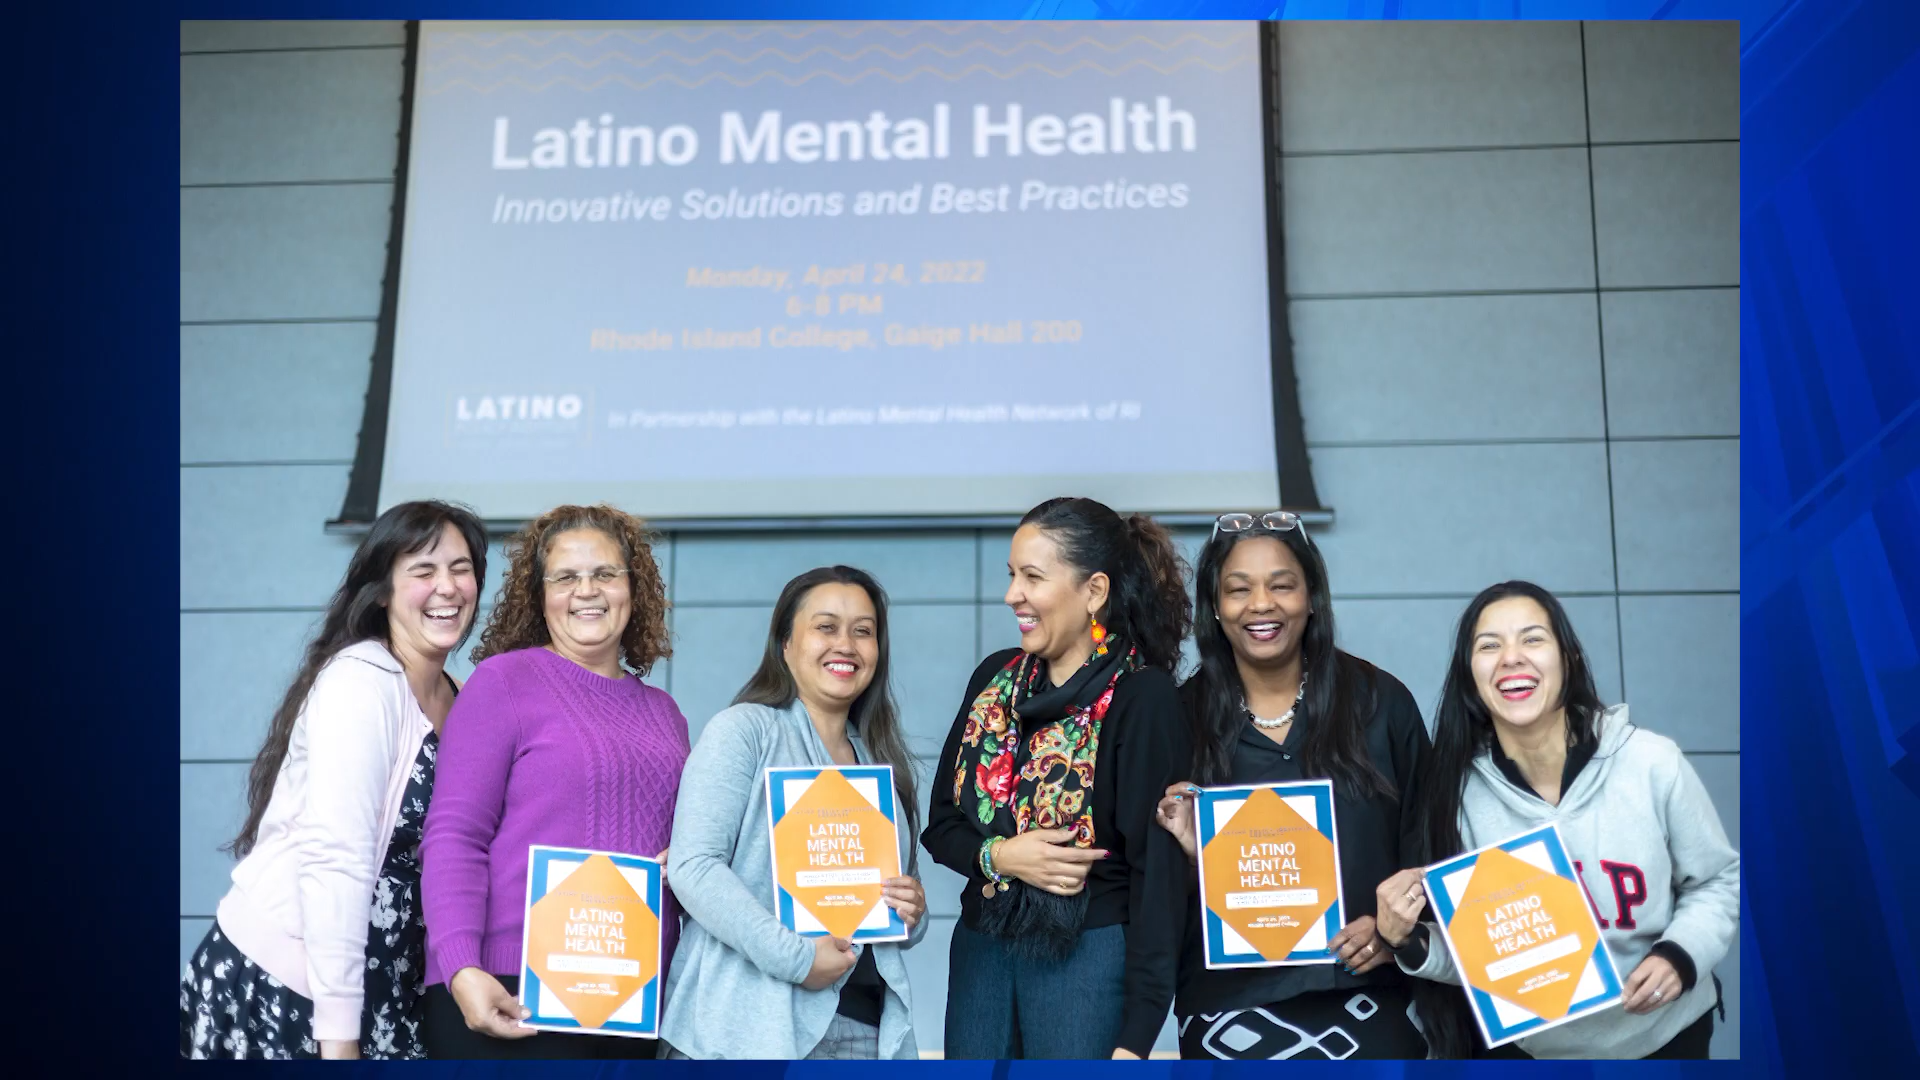 Latino Mental Health
Innovative Solutions and Best Practices
Monday, April 24, 2022
6-8 PM
Rhode Island College, Gaige Hall 200
LATINO
In Partnership with the Latino Mental Health Network of RI
LATINO
MENTAL
HEALTH
LATINO
MENTAL
HEALTH
LATINO
MENTAL
HEALTH
LATINO
MENTAL
HEALTH
AP